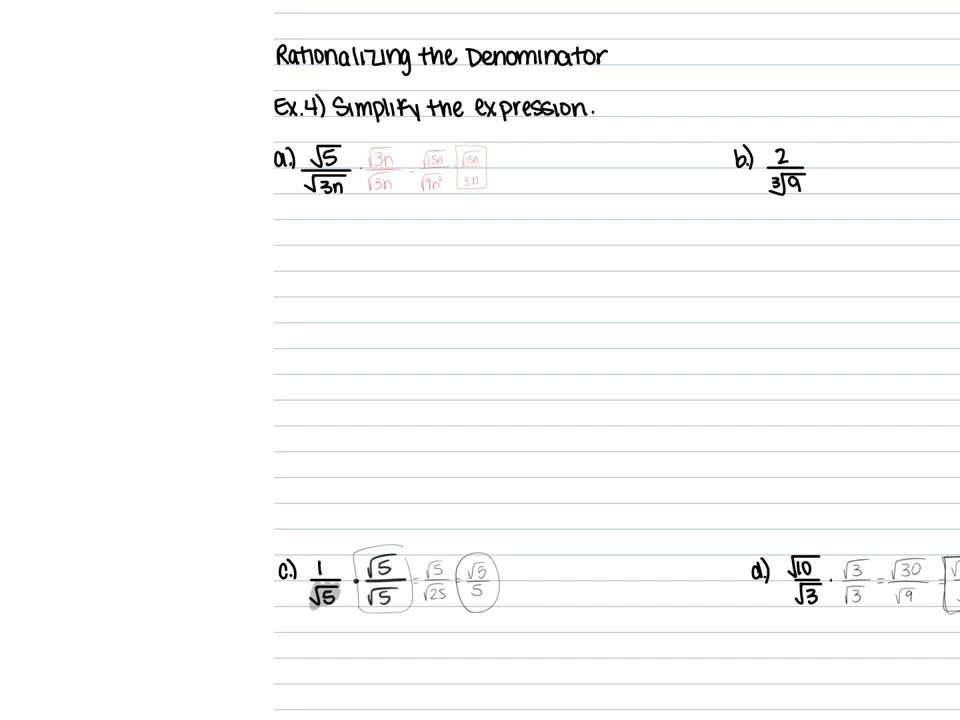 Rationalizing the Denominator
Ex.4) Simplify the expression.
a.) √5/√3n · √3n/√3n = √15n/√9n² = √15n/3n
b.) 2/∛9
c.) 1/√5 · √5/√5 = √5/√25 = √5/5
d.) √10/√3 · √3/√3 = √30/√9 =